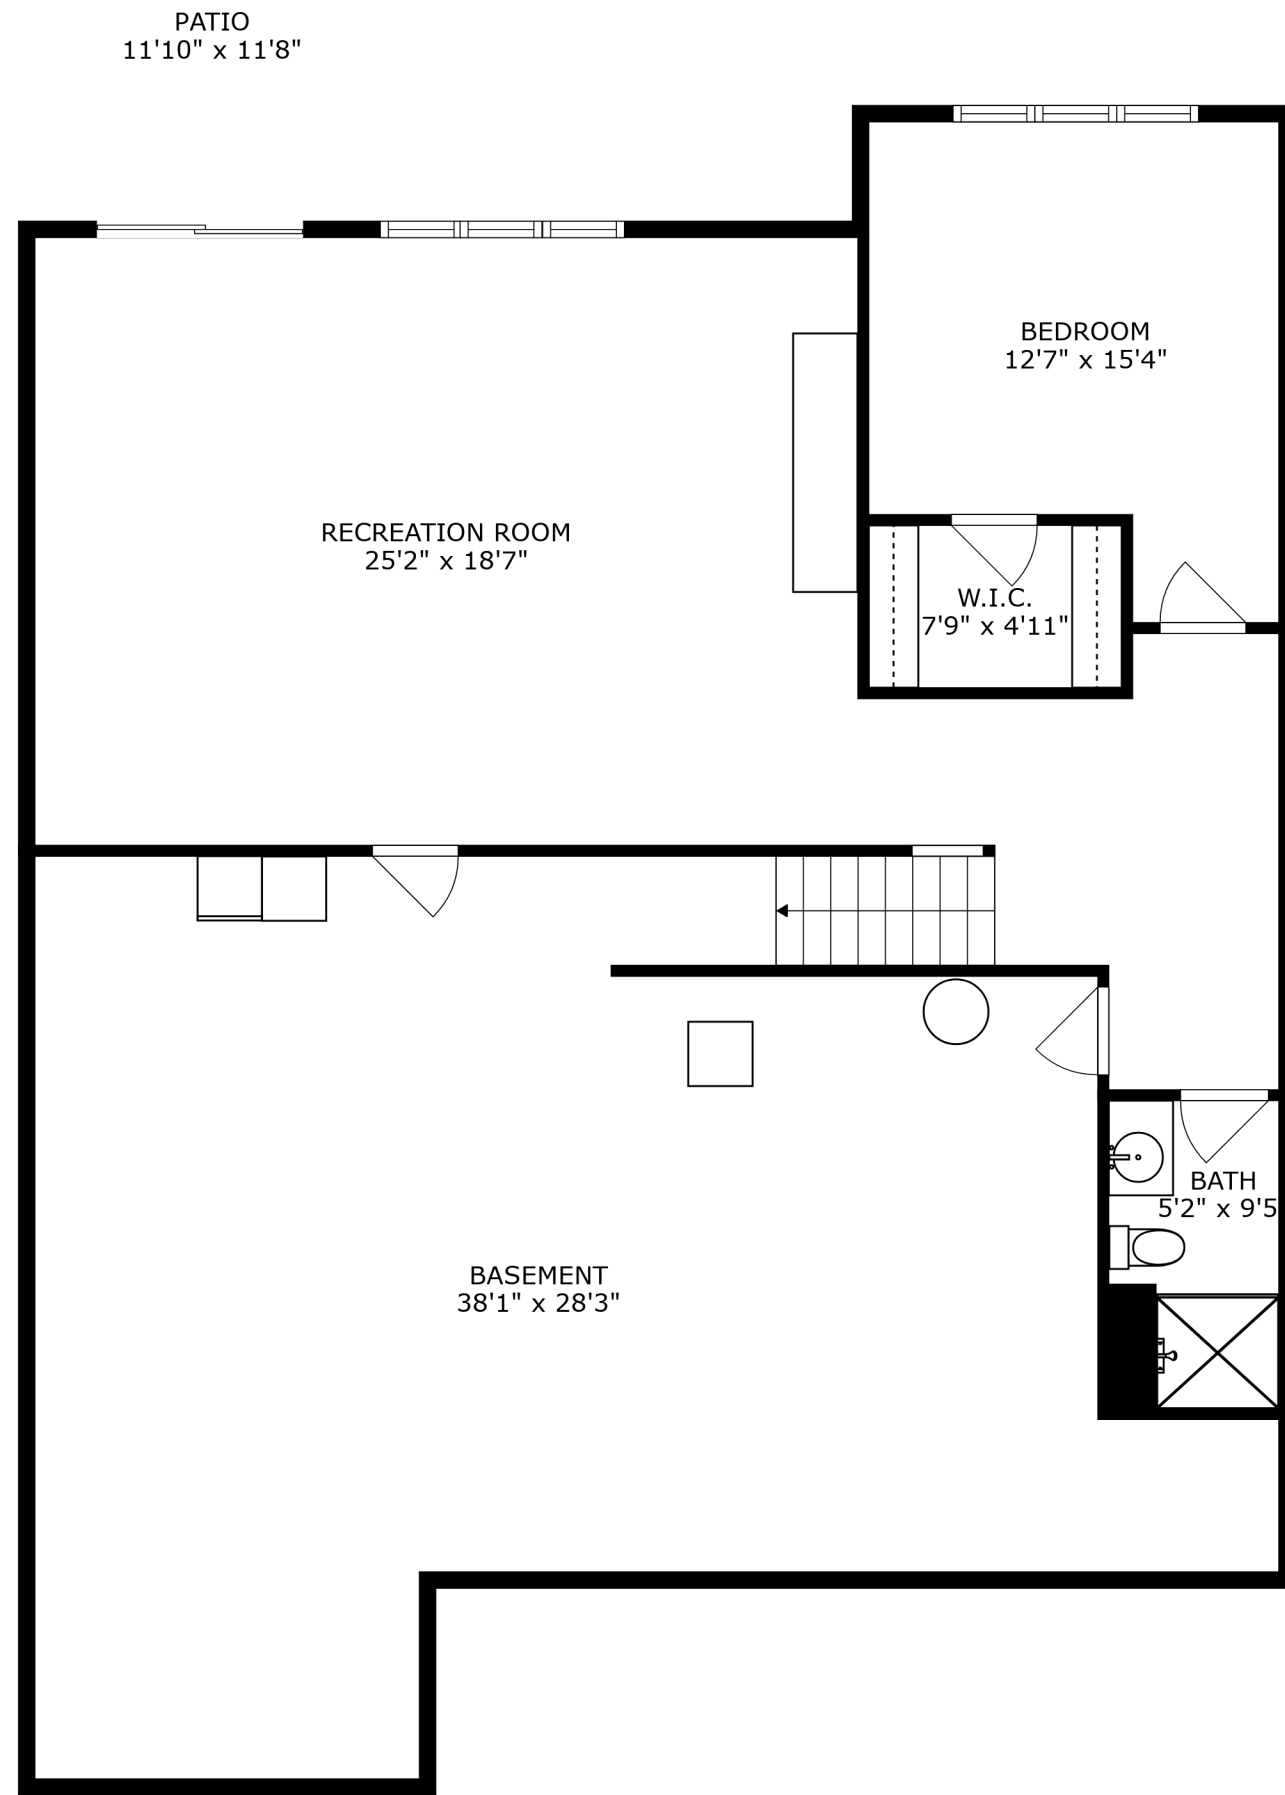 PATIO
11'10" x 11'8"
BEDROOM
12'7" x 15'4"
RECREATION ROOM
25'2" x 18'7"
W.I.C.
7'9" x 4'11"
BATH
5'2" x 9'5
BASEMENT
38'1" x 28'3"